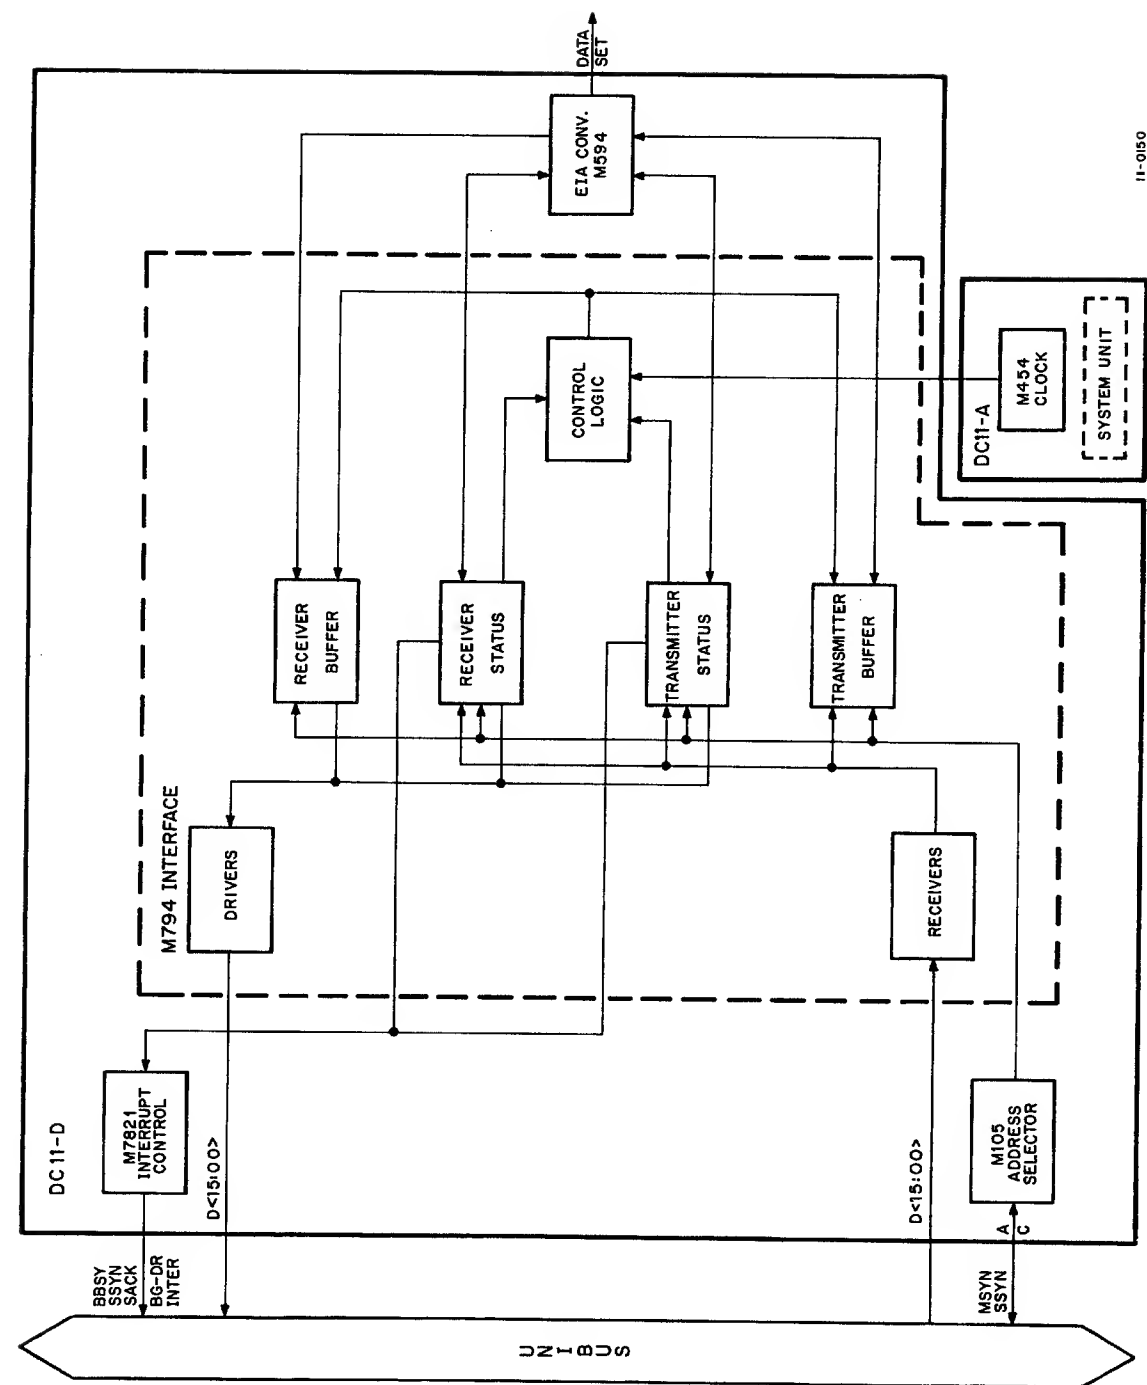 DATA
SET
EIA CONV.
M594
11-0150
CONTROL
LOGIC
M454
CLOCK
SYSTEM UNIT
DC11-A
RECEIVER
BUFFER
RECEIVER
STATUS
TRANSMITTER
STATUS
TRANSMITTER
BUFFER
M794 INTERFACE
DRIVERS
RECEIVERS
DC11-D
M7821
INTERRUPT
CONTROL
D<15:00>
D<15:00>
M105
ADDRESS
SELECTOR
A
C
BBSY
SSYN
SACK
BG-DR
INTER
MSYN
SSYN
UNIBUS